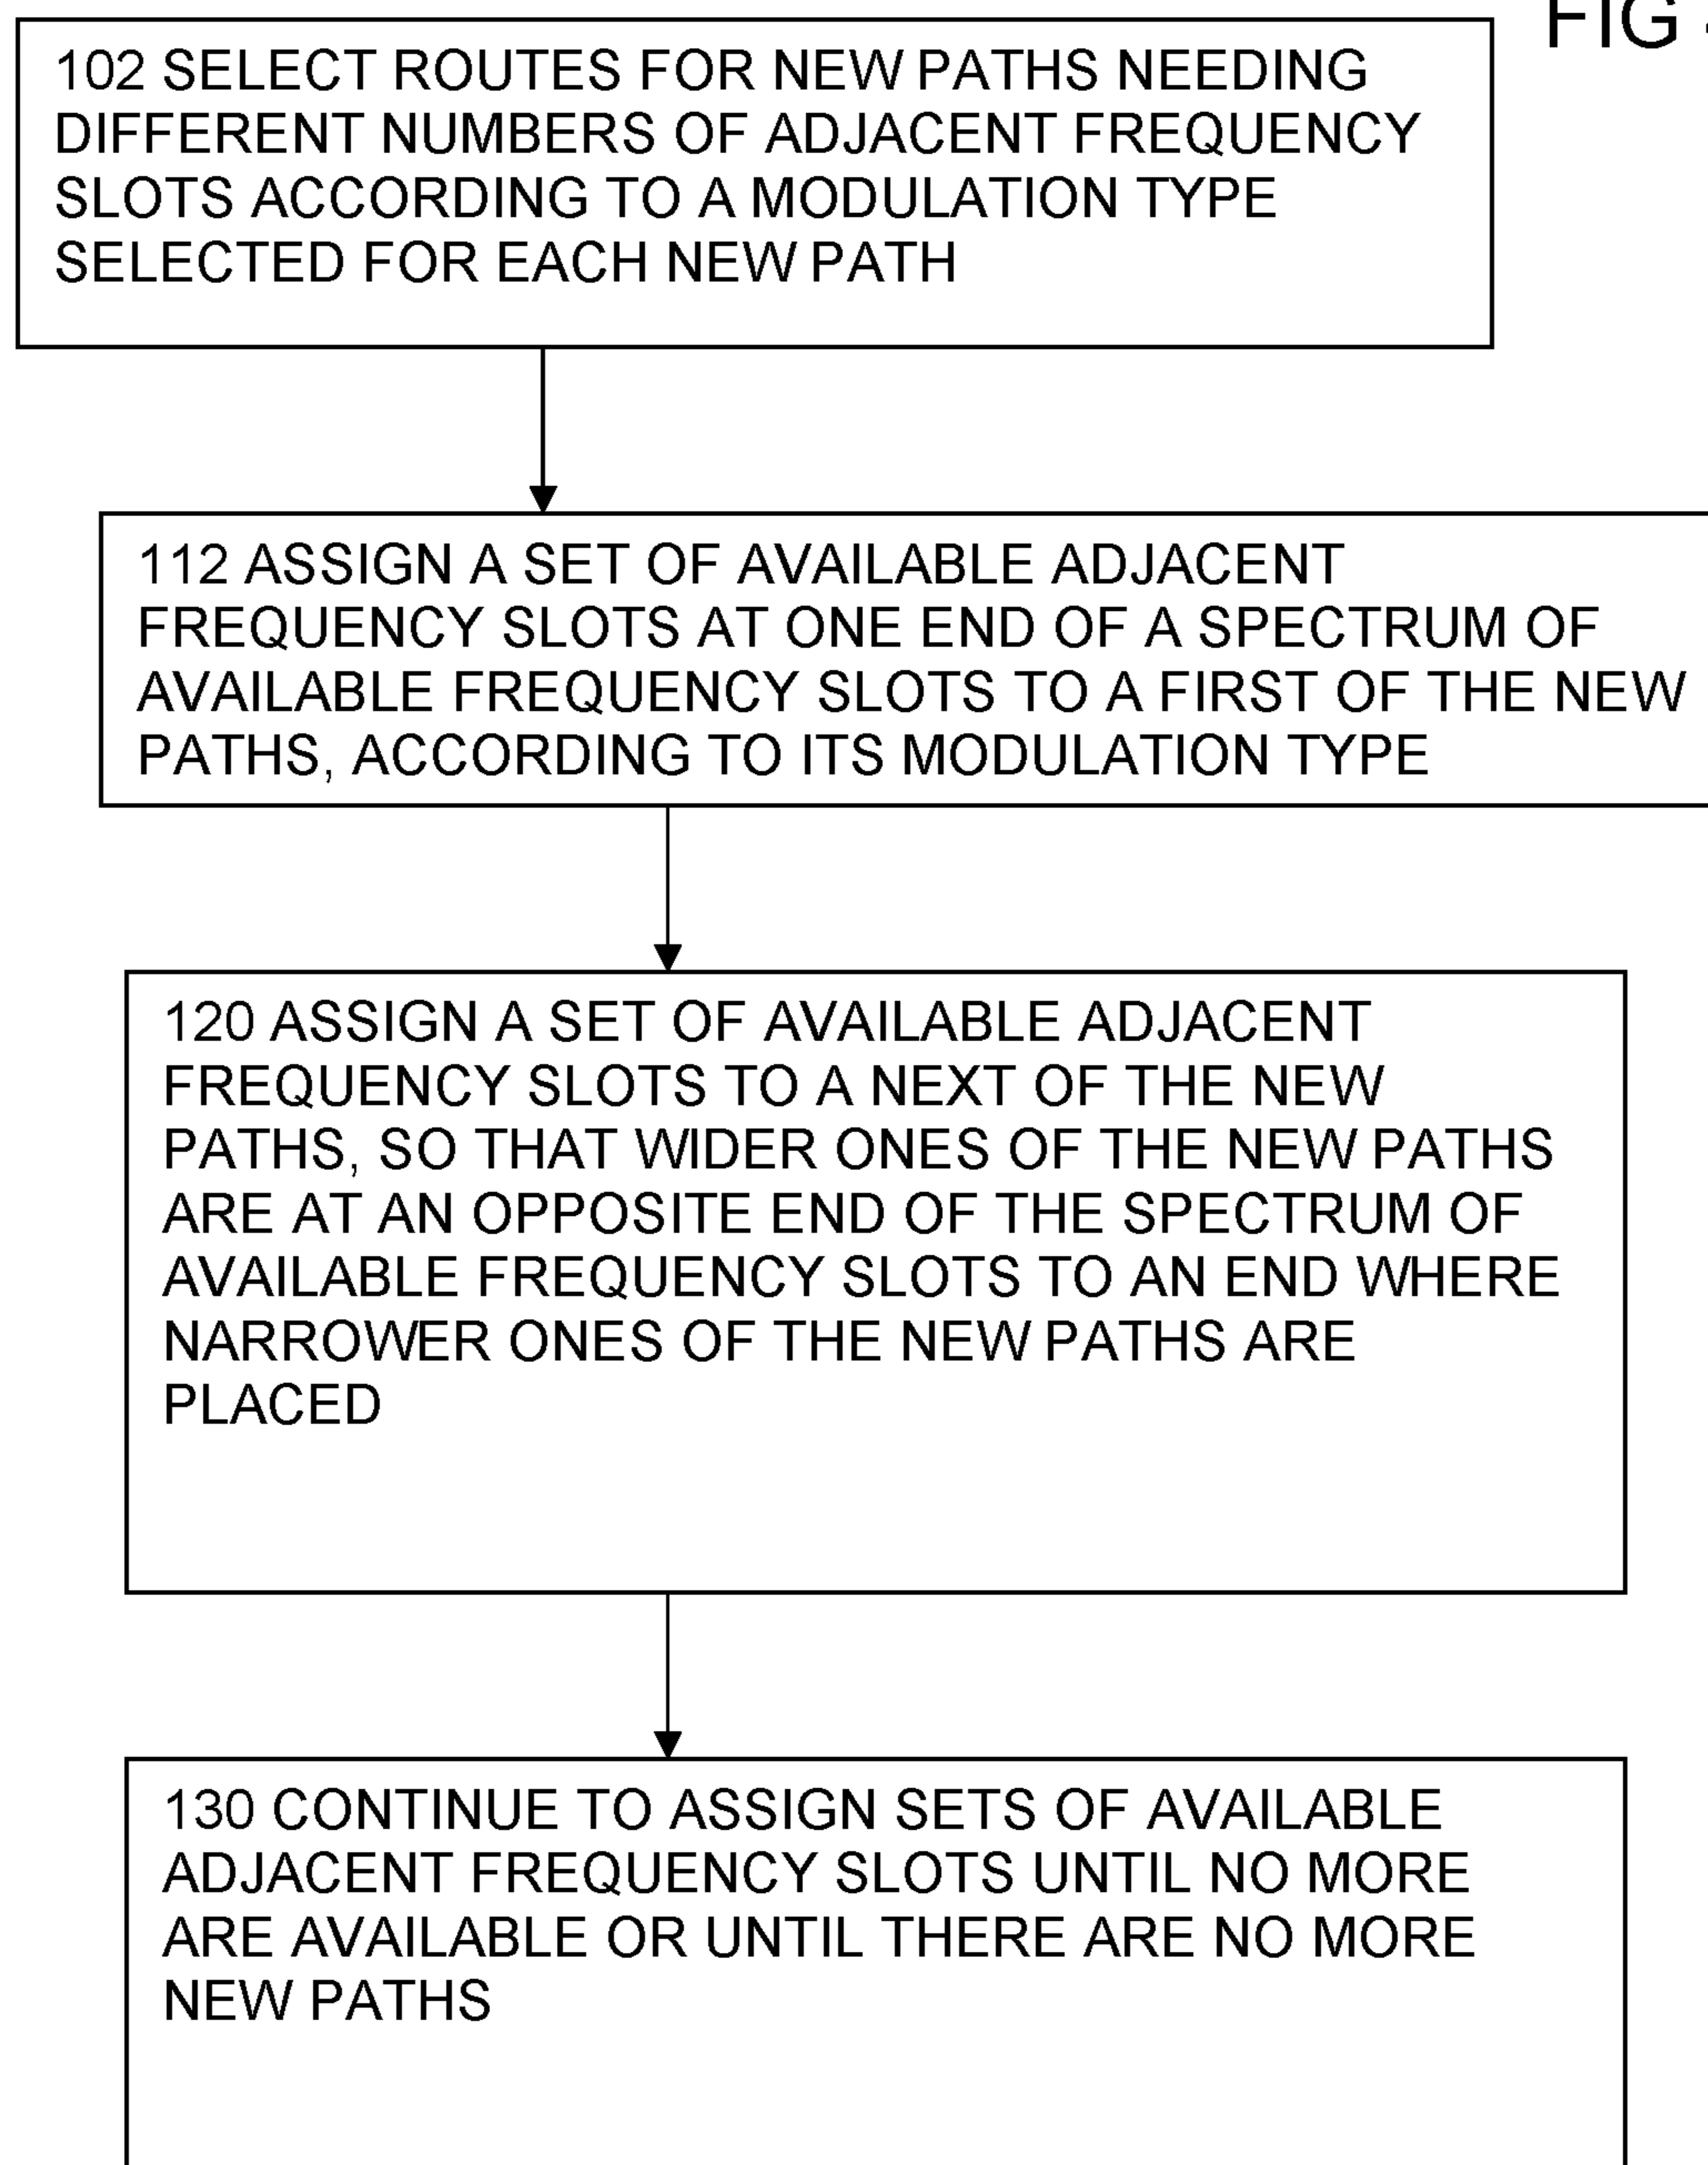 FIG
102 SELECT ROUTES FOR NEW PATHS NEEDING
DIFFERENT NUMBERS OF ADJACENT FREQUENCY
SLOTS ACCORDING TO A MODULATION TYPE
SELECTED FOR EACH NEW PATH
112 ASSIGN A SET OF AVAILABLE ADJACENT
FREQUENCY SLOTS AT ONE END OF A SPECTRUM OF
AVAILABLE FREQUENCY SLOTS TO A FIRST OF THE NEW
PATHS, ACCORDING TO ITS MODULATION TYPE
120 ASSIGN A SET OF AVAILABLE ADJACENT
FREQUENCY SLOTS TO A NEXT OF THE NEW
PATHS, SO THAT WIDER ONES OF THE NEW PATHS
ARE AT AN OPPOSITE END OF THE SPECTRUM OF
AVAILABLE FREQUENCY SLOTS TO AN END WHERE
NARROWER ONES OF THE NEW PATHS ARE
PLACED
130 CONTINUE TO ASSIGN SETS OF AVAILABLE
ADJACENT FREQUENCY SLOTS UNTIL NO MORE
ARE AVAILABLE OR UNTIL THERE ARE NO MORE
NEW PATHS